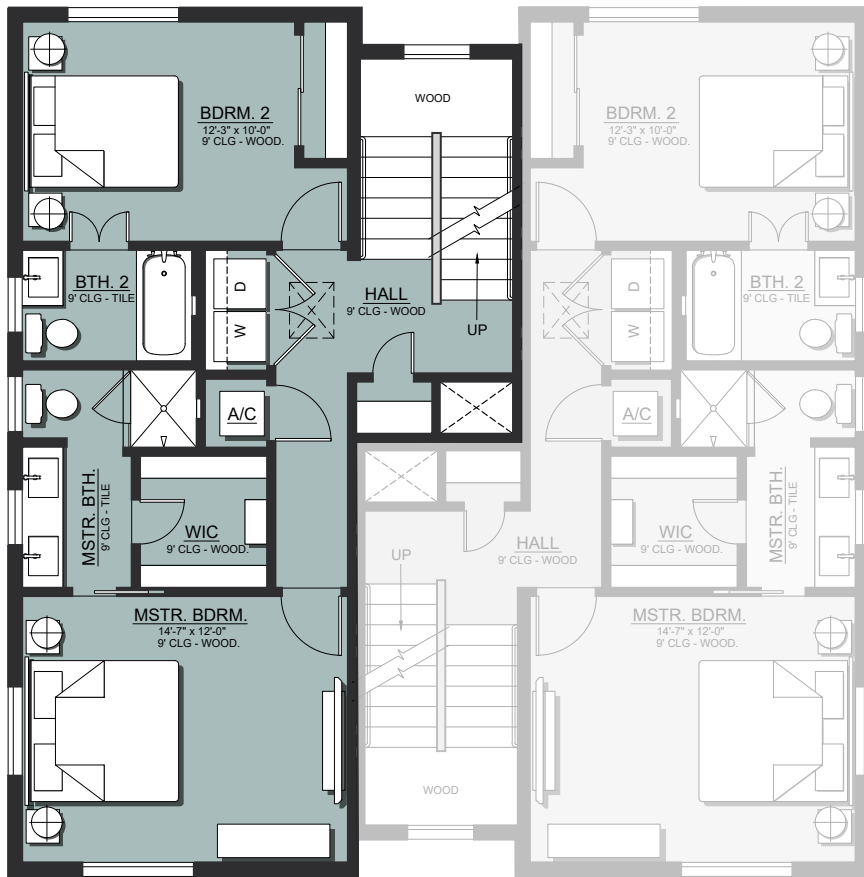 BDRM. 2
12'-3" x 10'-0"
9' CLG - WOOD.
WOOD
BTH. 2
9' CLG - TILE
D
W
HALL
9' CLG - WOOD
UP
A/C
MSTR. BTH.
9' CLG - TILE
WIC
9' CLG - WOOD.
MSTR. BDRM.
14'-7" x 12'-0"
9' CLG - WOOD.
BDRM. 2
12'-3" x 10'-0"
9' CLG - WOOD.
D
W
BTH. 2
9' CLG - TILE
A/C
HALL
9' CLG - WOOD
UP
WIC
9' CLG - WOOD.
MSTR. BTH.
9' CLG - TILE
MSTR. BDRM.
14'-7" x 12'-0"
9' CLG - WOOD.
WOOD